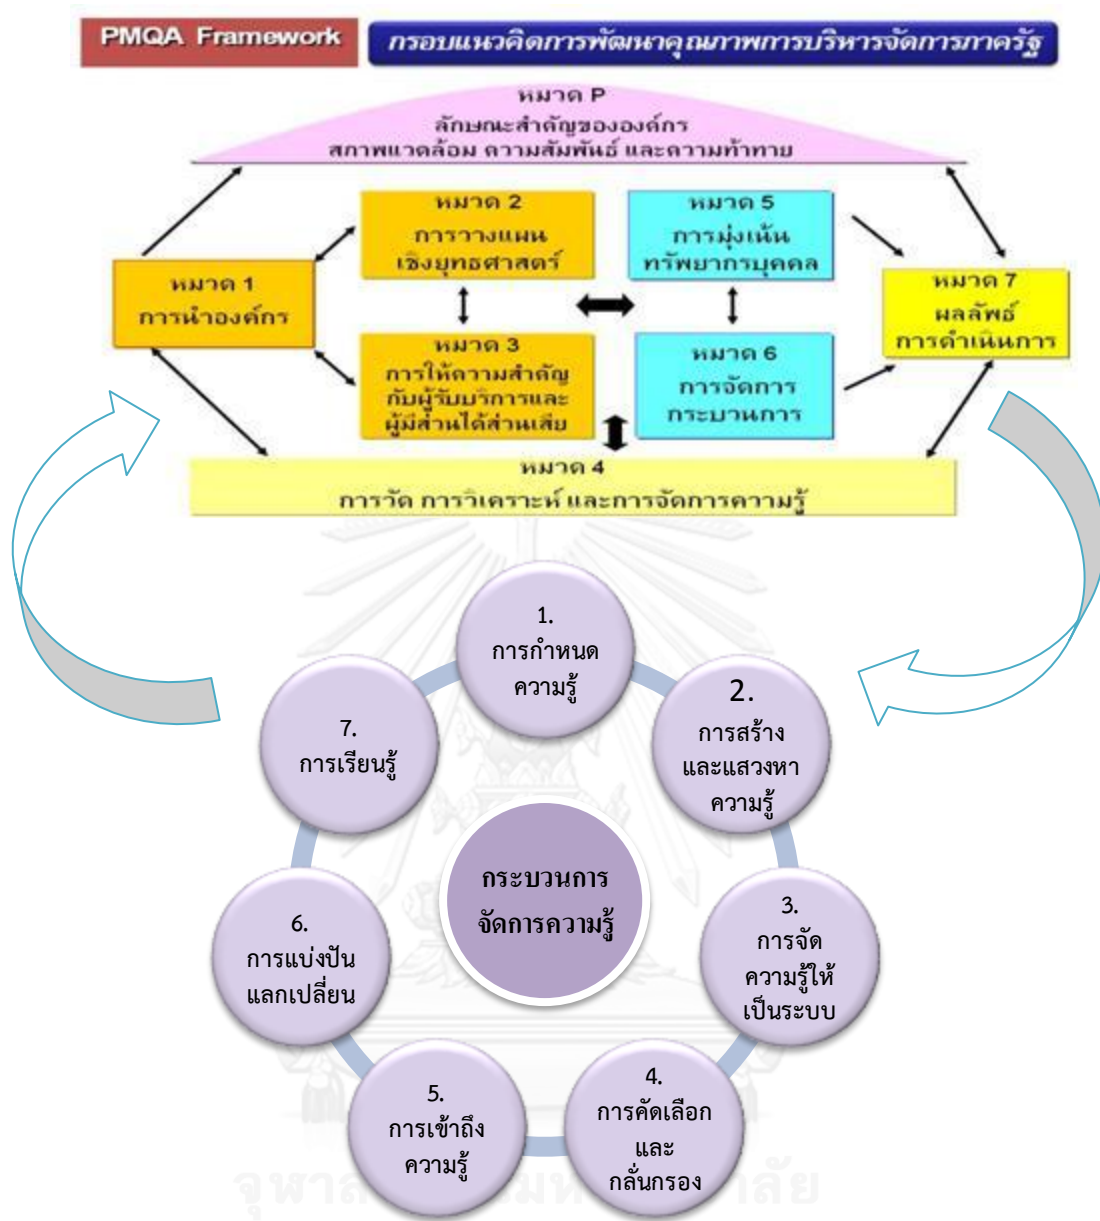 PMQA Framework
กรอบแนวคิดการพัฒนาคุณภาพการบริหารจัดการภาครัฐ
หมวด P
ลักษณะสำคัญขององค์กร
สภาพแวดล้อม ความสัมพันธ์ และความท้าทาย
หมวด 1
การนำองค์กร
หมวด 2
การวางแผน
เชิงยุทธศาสตร์
หมวด 3
การให้ความสำคัญ
กับผู้รับบริการและ
ผู้มีส่วนได้ส่วนเสีย
หมวด 5
การมุ่งเน้น
ทรัพยากรบุคคล
หมวด 6
การจัดการ
กระบวนการ
หมวด 7
ผลลัพธ์
การดำเนินการ
หมวด 4
การวัด การวิเคราะห์ และการจัดการความรู้
1.
การกำหนด
ความรู้
2.
การสร้าง
และแสวงหา
ความรู้
3.
การจัด
ความรู้ให้
เป็นระบบ
4.
การคัดเลือก
และ
กลั่นกรอง
5.
การเข้าถึง
ความรู้
6.
การแบ่งปัน
แลกเปลี่ยน
7.
การเรียนรู้
กระบวนการ
จัดการความรู้